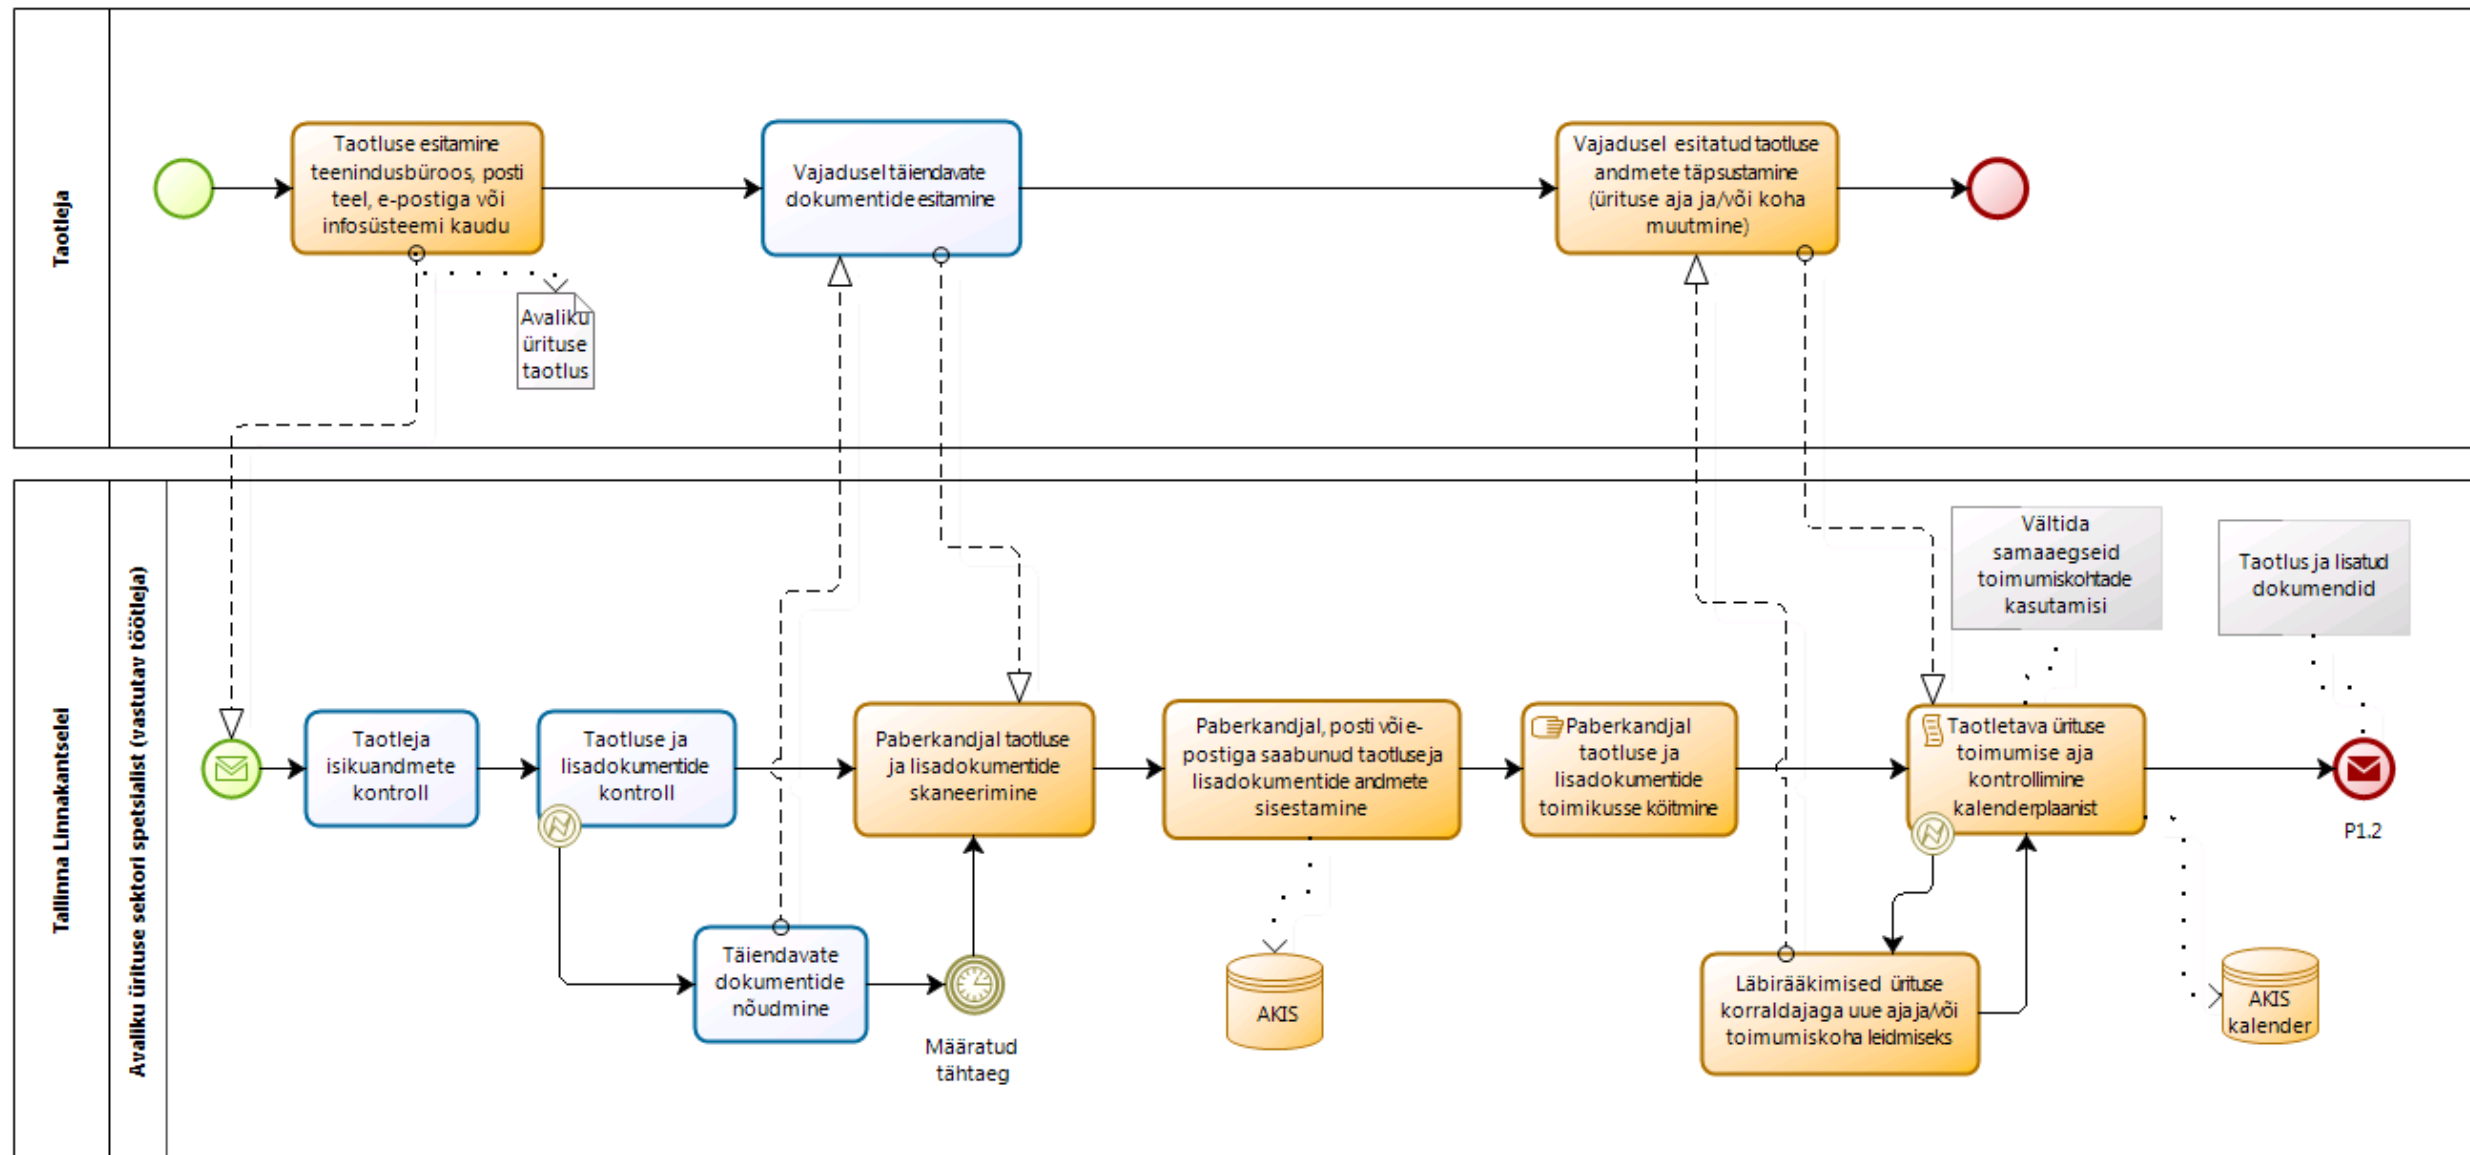 Taotleja
Taotluse esitamine
teenindusbüroos, posti
teel, e-postiga või
infosüsteemi kaudu
Avaliku
ürituse
taotlus
Vajadusel täiendavate
dokumentide esitamine
Vajadusel esitatud taotluse
andmete täpsustamine
(ürituse aja ja/või koha
muutmine)
Tallinna Linnakantselei
Avaliku ürituse sektori spetsialist (vastutav töötleja)
Taotleja
isikuandmete
kontroll
Taotluse ja
lisadokumentide
kontroll
Täiendavate
dokumentide
nõudmine
Määratud
tähtaeg
Paberkandjal taotluse
ja lisadokumentide
skaneerimine
Paberkandjal, posti või e-
postiga saabunud taotluse ja
lisadokumentide andmete
sisestamine
AKIS
Paberkandjal
taotluse ja
lisadokumentide
toimikusse köitmine
Taotletava ürituse
toimumise aja
kontrollimine
kalenderplaanist
Läbirääkimised ürituse
korraldajaga uue aja ja/või
toimumiskoha leidmiseks
Vältida
samaaegseid
toimumiskohtade
kasutamisi
Taotlus ja lisatud
dokumendid
P1.2
AKIS
kalender